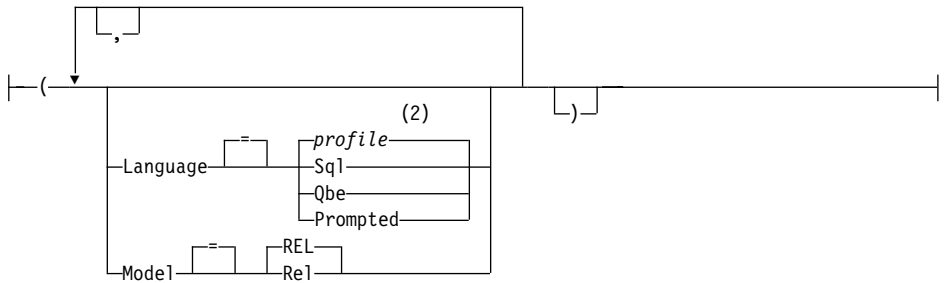 ,
(
)
(2)
= profile
Language Sql
Qbe
Prompted
= REL
Model Rel